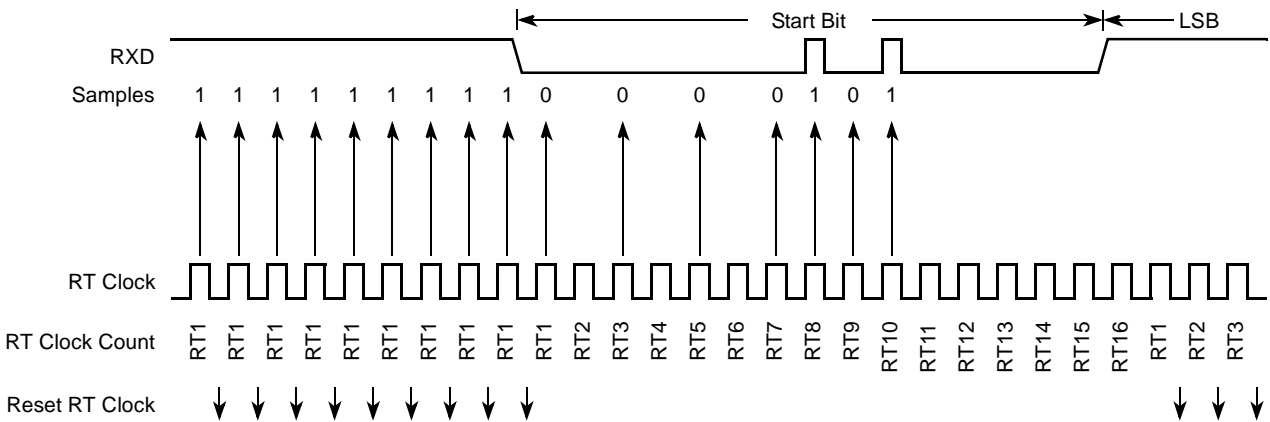 Start Bit LSB
RXD
Samples 1 1 1 1 1 1 1 1 1 0 0 0 0 1 0 1
RT Clock
RT Clock Count RT1 RT1 RT1 RT1 RT1 RT1 RT1 RT1 RT1 RT1 RT2 RT3 RT4 RT5 RT6 RT7 RT8 RT9 RT10 RT11 RT12 RT13 RT14 RT15 RT16 RT1 RT2 RT3
Reset RT Clock